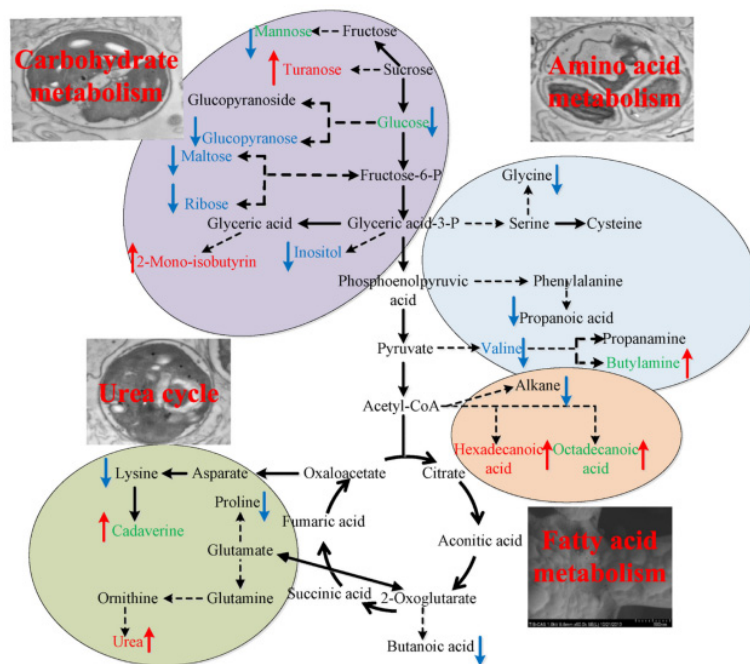 Carbohydrate
metabolism
Amino acid
metabolism
Mannose
Fructose
Turanose
Sucrose
Glucopyranoside
Glucose
Glucopyranose
Maltose
Fructose-6-P
Ribose
Glyceric acid
Glyceric acid-3-P
2-Mono-isobutyrin
Inositol
Glycine
Serine
Cysteine
Phosphoenolpyruvic
acid
Phenylalanine
Propanoic acid
Pyruvate
Valine
Propanamine
Butylamine
Urea cycle
Acetyl-CoA
Alkane
Hexadecanoic
acid
Octadecanoic
acid
Lysine
Asparate
Oxaloacetate
Citrate
Proline
Cadaverine
Fumaric acid
Glutamate
Aconitic acid
Fatty acid
metabolism
Ornithine
Glutamine
Succinic acid
2-Oxoglutarate
Urea
Butanoic acid